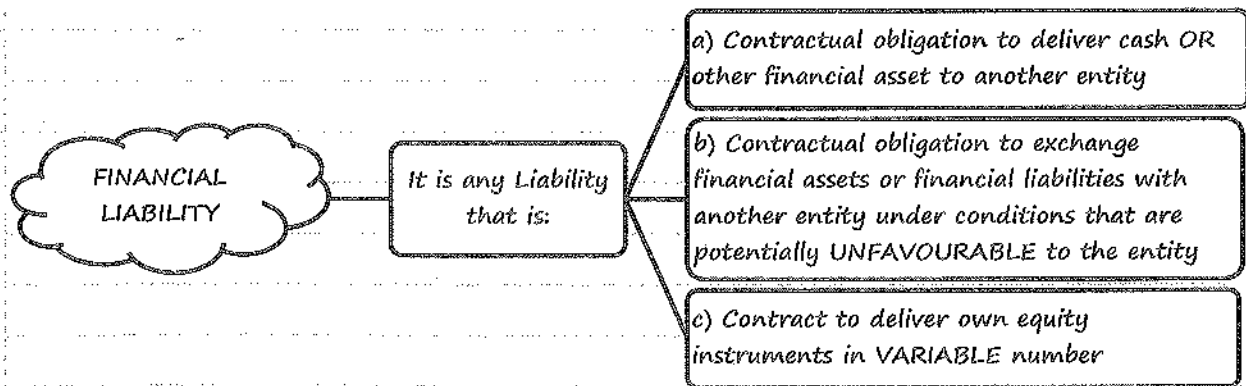 FINANCIAL
LIABILITY
It is any Liability
that is:
a) Contractual obligation to deliver cash OR
other financial asset to another entity
b) Contractual obligation to exchange
financial assets or financial liabilities with
another entity under conditions that are
potentially UNFAVOURABLE to the entity
c) Contract to deliver own equity
instruments in VARIABLE number